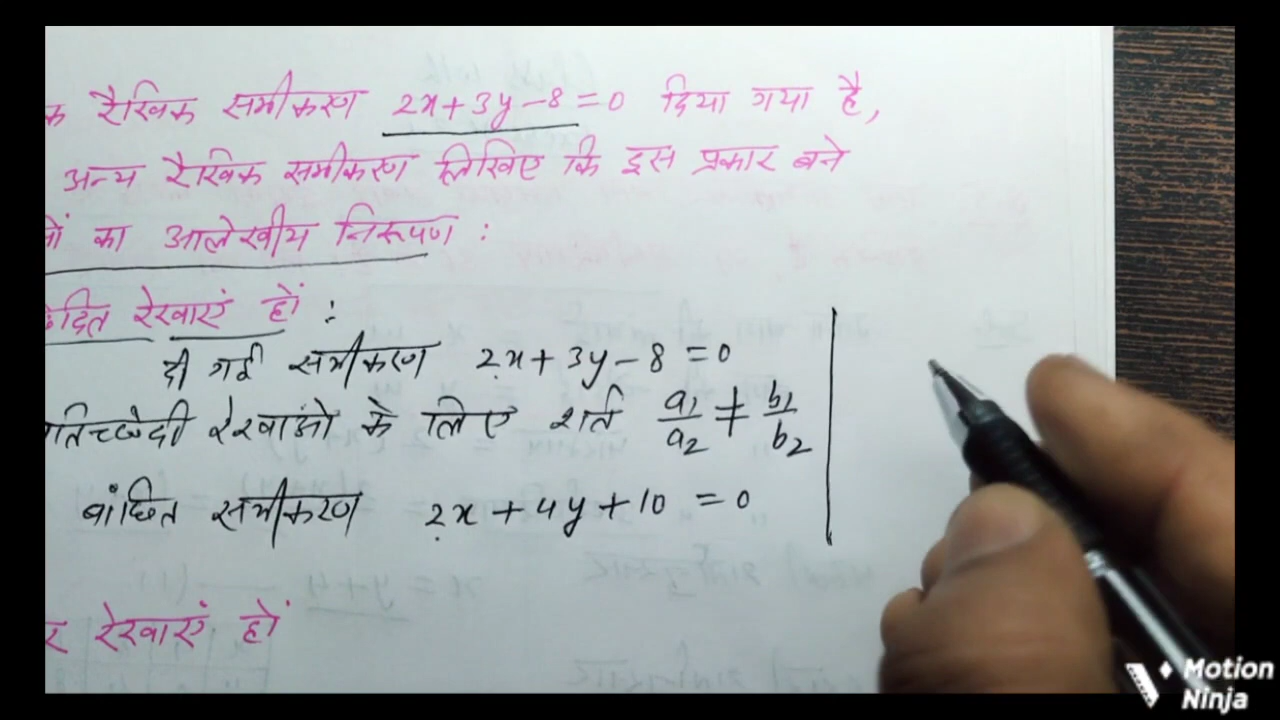 क रैखिक समीकरण 2x+3y-8=0 दिया गया है,
अन्य रैखिक समीकरण लिखिए कि इस प्रकार बने
का आलेखीय निरूपण :
रेखाएं हों :
दी गई समीकरण 2x+3y-8=0
रेखाओं के लिए शर्त a₁/a₂ ≠ b₁/b₂
बांछित समीकरण 2x+4y+10=0
रेखाएं हों
Motion
Ninja